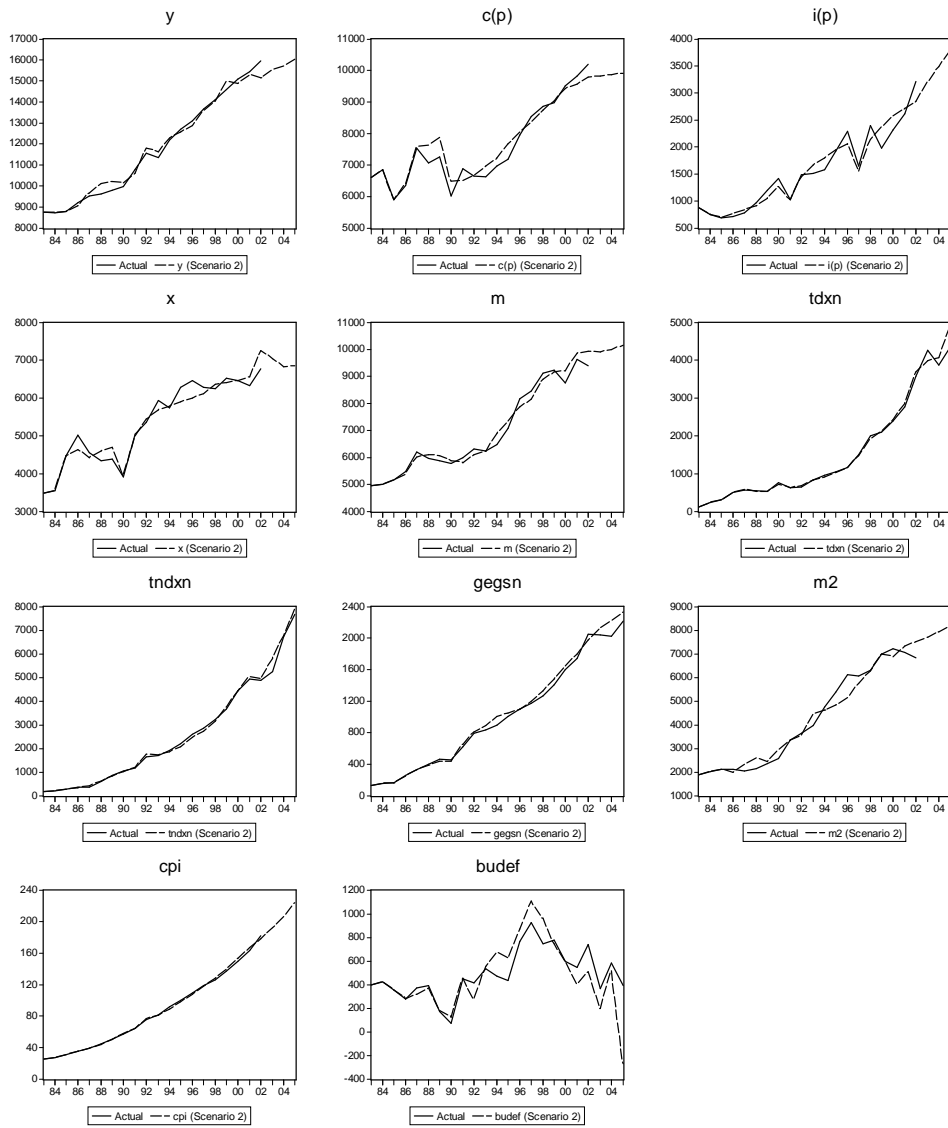 y
c(p)
i(p)
17000
16000
15000
14000
13000
12000
11000
10000
9000
8000
84 86 88 90 92 94 96 98 00 02 04
Actual y (Scenario 2)
11000
10000
9000
8000
7000
6000
5000
84 86 88 90 92 94 96 98 00 02 04
Actual c(p) (Scenario 2)
4000
3500
3000
2500
2000
1500
1000
500
84 86 88 90 92 94 96 98 00 02 04
Actual i(p) (Scenario 2)
x
m
tdxn
8000
7000
6000
5000
4000
3000
84 86 88 90 92 94 96 98 00 02 04
Actual x (Scenario 2)
11000
10000
9000
8000
7000
6000
5000
4000
84 86 88 90 92 94 96 98 00 02 04
Actual m (Scenario 2)
5000
4000
3000
2000
1000
0
84 86 88 90 92 94 96 98 00 02 04
Actual tdxn (Scenario 2)
tndxn
gegsn
m2
8000
7000
6000
5000
4000
3000
2000
1000
0
84 86 88 90 92 94 96 98 00 02 04
Actual tndxn (Scenario 2)
2400
2000
1600
1200
800
400
0
84 86 88 90 92 94 96 98 00 02 04
Actual gegsn (Scenario 2)
9000
8000
7000
6000
5000
4000
3000
2000
1000
84 86 88 90 92 94 96 98 00 02 04
Actual m2 (Scenario 2)
cpi
budef
240
200
160
120
80
40
0
84 86 88 90 92 94 96 98 00 02 04
Actual cpi (Scenario 2)
1200
1000
800
600
400
200
0
-200
-400
84 86 88 90 92 94 96 98 00 02 04
Actual budef (Scenario 2)